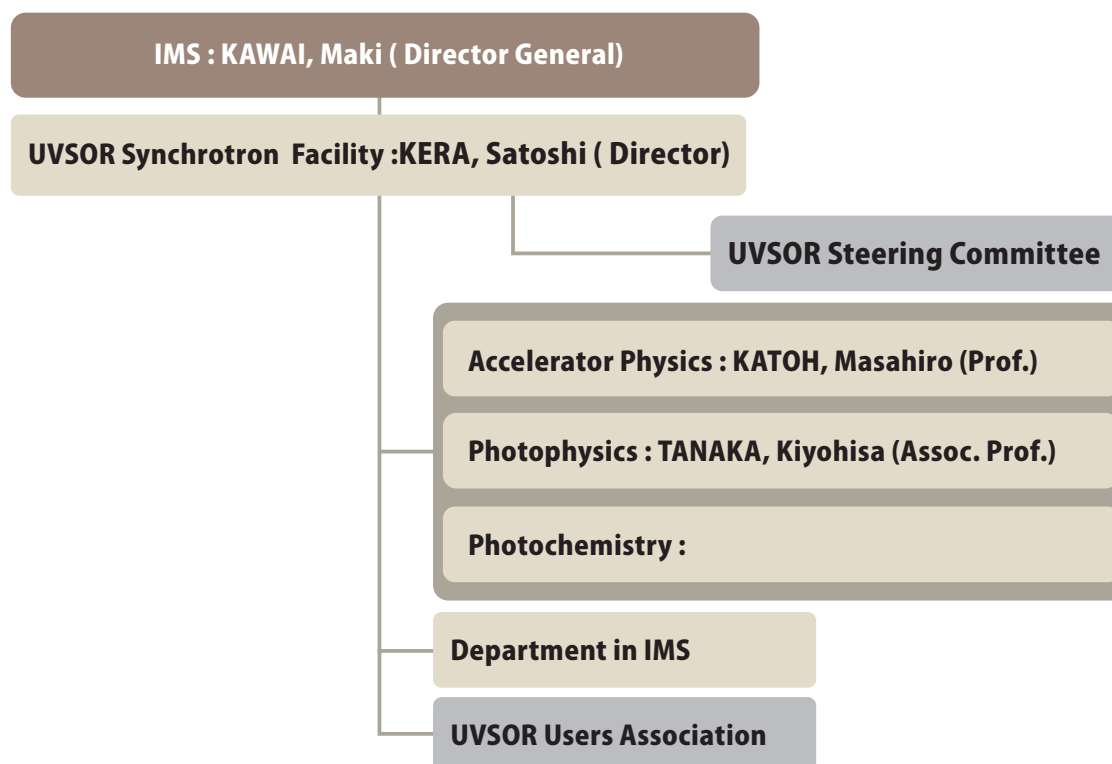 IMS : KAWAI, Maki ( Director General)
UVSOR Synchrotron Facility :KERA, Satoshi ( Director)
UVSOR Steering Committee
Accelerator Physics : KATOH, Masahiro (Prof.)
Photophysics : TANAKA, Kiyohisa (Assoc. Prof.)
Photochemistry :
Department in IMS
UVSOR Users Association